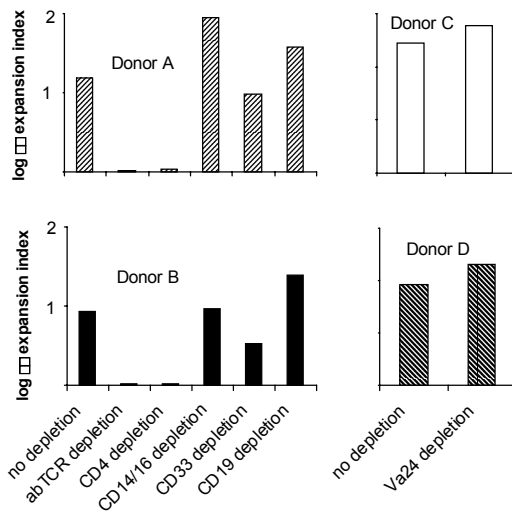 2
1
log expansion index
Donor A
Donor C
2
1
log expansion index
Donor B
Donor D
no depletion
abTCR depletion
CD4 depletion
CD14/16 depletion
CD33 depletion
CD19 depletion
no depletion
Va24 depletion